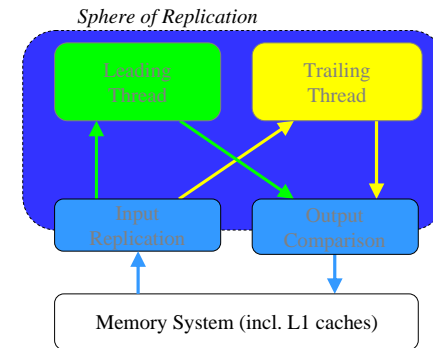 Sphere of Replication
Leading
Thread
Trailing
Thread
Input
Replication
Output
Comparison
Memory System (incl. L1 caches)